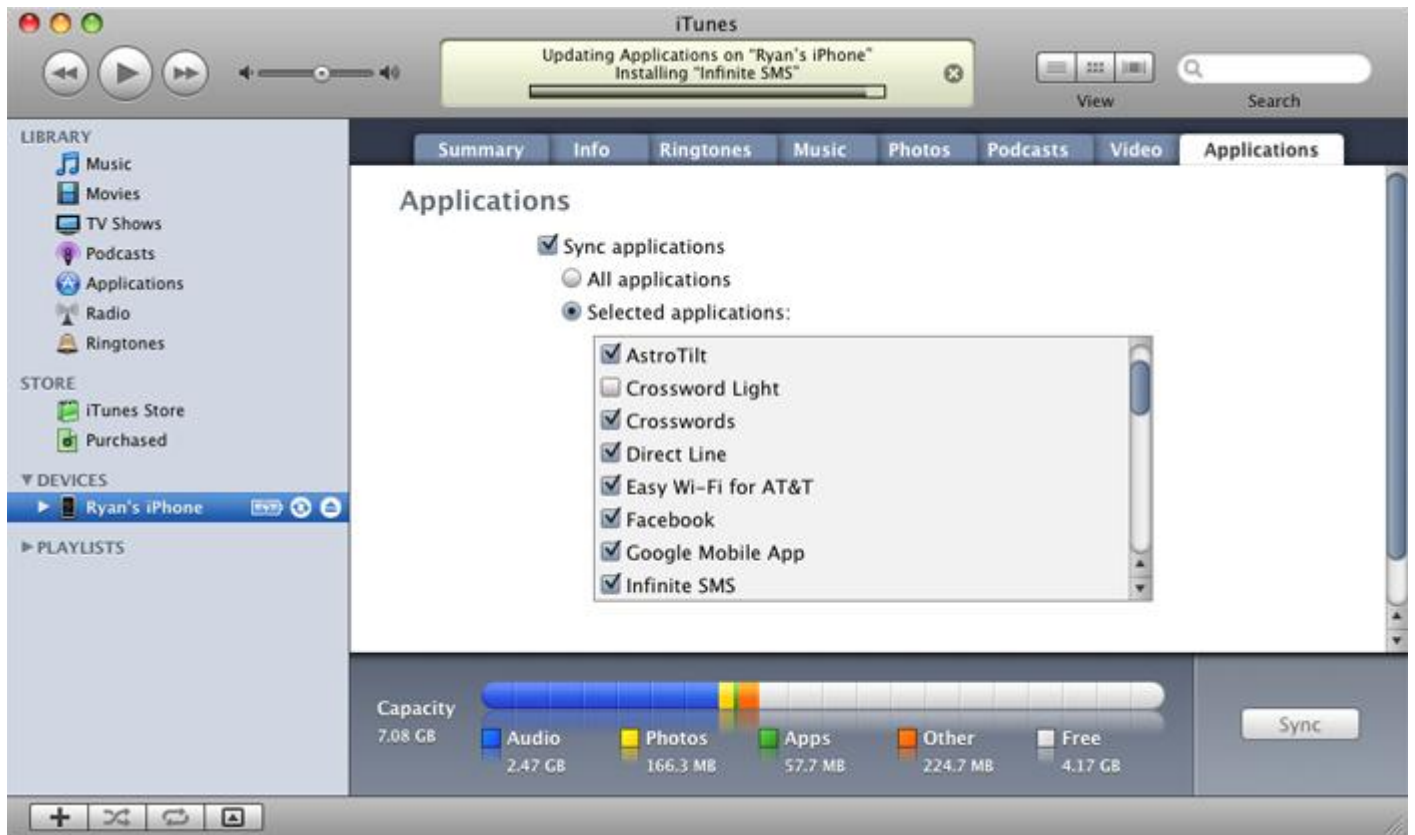 iTunes
Updating Applications on "Ryan's iPhone"
Installing "Infinite SMS"
View
Search
LIBRARY
Music
Movies
TV Shows
Podcasts
Applications
Radio
Ringtones
STORE
iTunes Store
Purchased
DEVICES
Ryan's iPhone
PLAYLISTS
Summary Info Ringtones Music Photos Podcasts Video Applications
Applications
Sync applications
All applications
Selected applications:
AstroTilt
Crossword Light
Crosswords
Direct Line
Easy Wi-Fi for AT&T
Facebook
Google Mobile App
Infinite SMS
Capacity
7.08 GB
Audio
2.47 GB
Photos
166.3 MB
Apps
57.7 MB
Other
224.7 MB
Free
4.17 GB
Sync